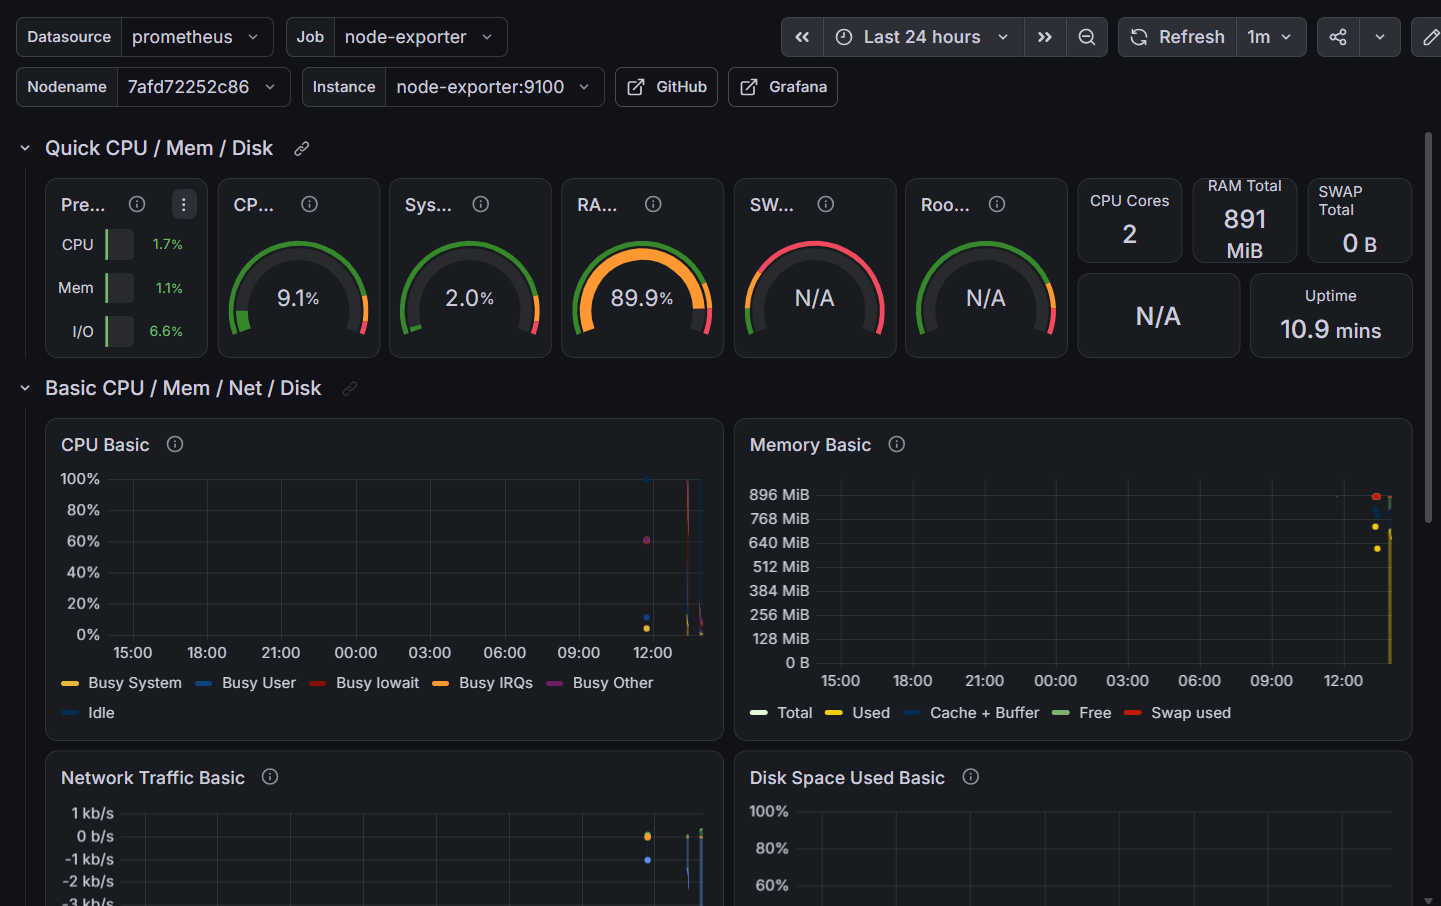 Datasource prometheus Job node-exporter Last 24 hours Refresh 1m
Nodename 7afd72252c86 Instance node-exporter:9100 GitHub Grafana
Quick CPU / Mem / Disk
Pre...
CPU 1.7%
Mem 1.1%
I/O 6.6%
CP...
9.1%
Sys...
2.0%
RA...
89.9%
SW...
N/A
Roo...
N/A
CPU Cores
2
RAM Total
891
MiB
SWAP
Total
0 B
N/A
Uptime
10.9 mins
Basic CPU / Mem / Net / Disk
CPU Basic
100%
80%
60%
40%
20%
0%
15:00 18:00 21:00 00:00 03:00 06:00 09:00 12:00
Busy System Busy User Busy Iowait Busy IRQs Busy Other
Idle
Memory Basic
896 MiB
768 MiB
640 MiB
512 MiB
384 MiB
256 MiB
128 MiB
0 B
15:00 18:00 21:00 00:00 03:00 06:00 09:00 12:00
Total Used Cache + Buffer Free Swap used
Network Traffic Basic
1 kb/s
0 b/s
-1 kb/s
-2 kb/s
-3 kb/s
Disk Space Used Basic
100%
80%
60%